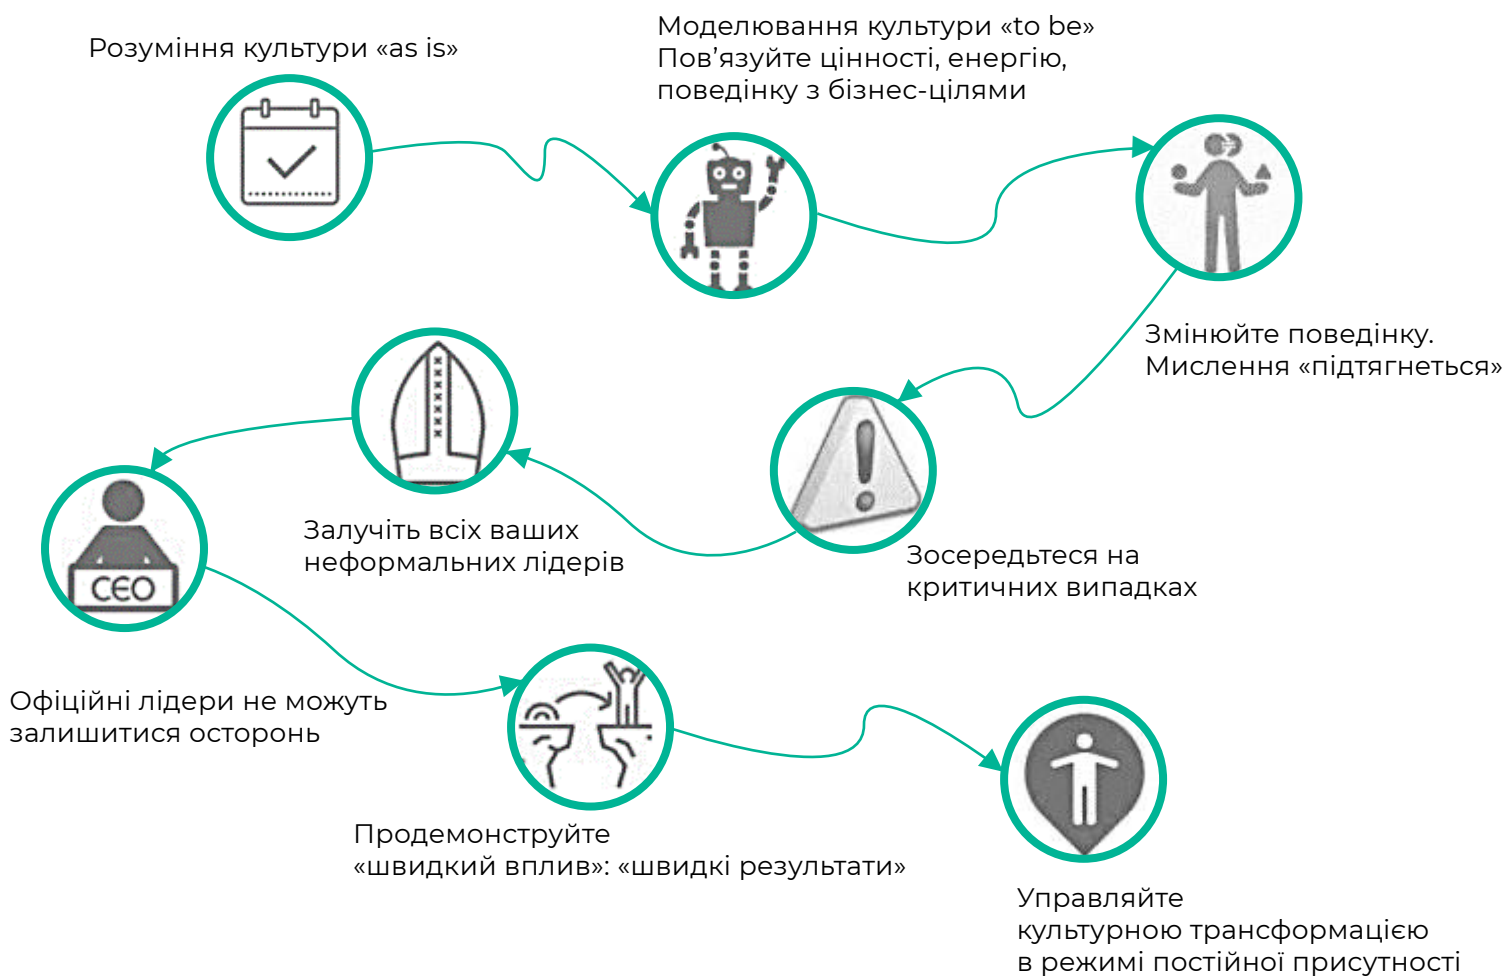 Розуміння культури «as is»
Моделювання культури «to be»
Пов’язуйте цінності, енергію,
поведінку з бізнес-цілями
Змінюйте поведінку.
Мислення «підтягнеться»
Зосередьтеся на
критичних випадках
Залучіть всіх ваших
неформальних лідерів
CEO
Офіційні лідери не можуть
залишитися осторонь
Продемонструйте
«швидкий вплив»: «швидкі результати»
Управляйте
культурною трансформацією
в режимі постійної присутності